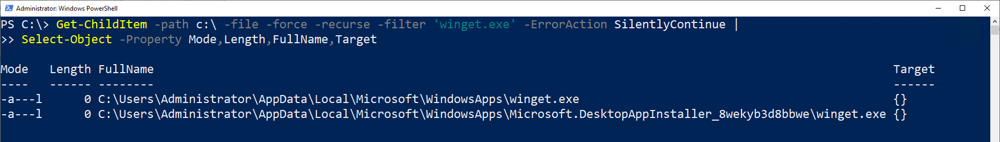 Administrator: Windows PowerShell
PS C:\> Get-ChildItem -path c:\ -file -force -recurse -filter 'winget.exe' -ErrorAction SilentlyContinue |
>> Select-Object -Property Mode,Length,FullName,Target
Mode   Length FullName                                                                                               Target
----   ------ --------                                                                                               ------
-a---l      0 C:\Users\Administrator\AppData\Local\Microsoft\WindowsApps\winget.exe                                  {}
-a---l      0 C:\Users\Administrator\AppData\Local\Microsoft\WindowsApps\Microsoft.DesktopAppInstaller_8wekyb3d8bbwe\winget.exe {}